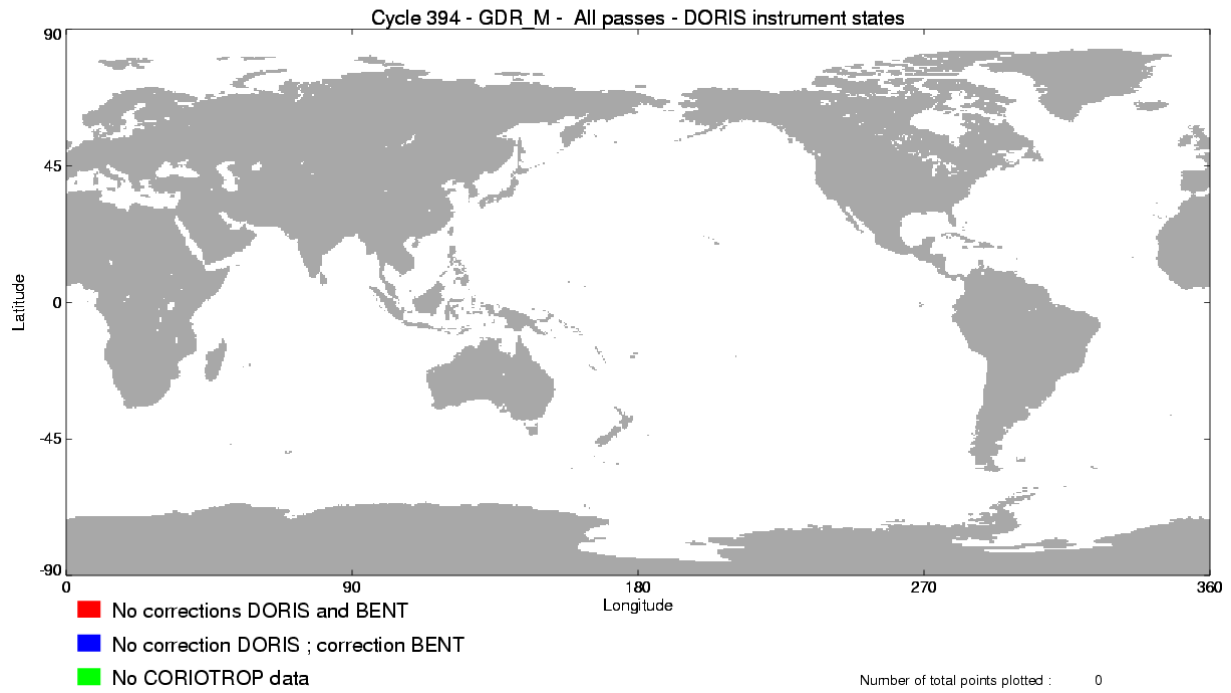 Cycle 394 - GDR_M -  All passes - DORIS instrument states
90
45
0
-45
-90
Latitude
0
90
180
270
360
Longitude
No corrections DORIS and BENT
No correction DORIS ; correction BENT
No CORIOTROP data
Number of total points plotted : 0